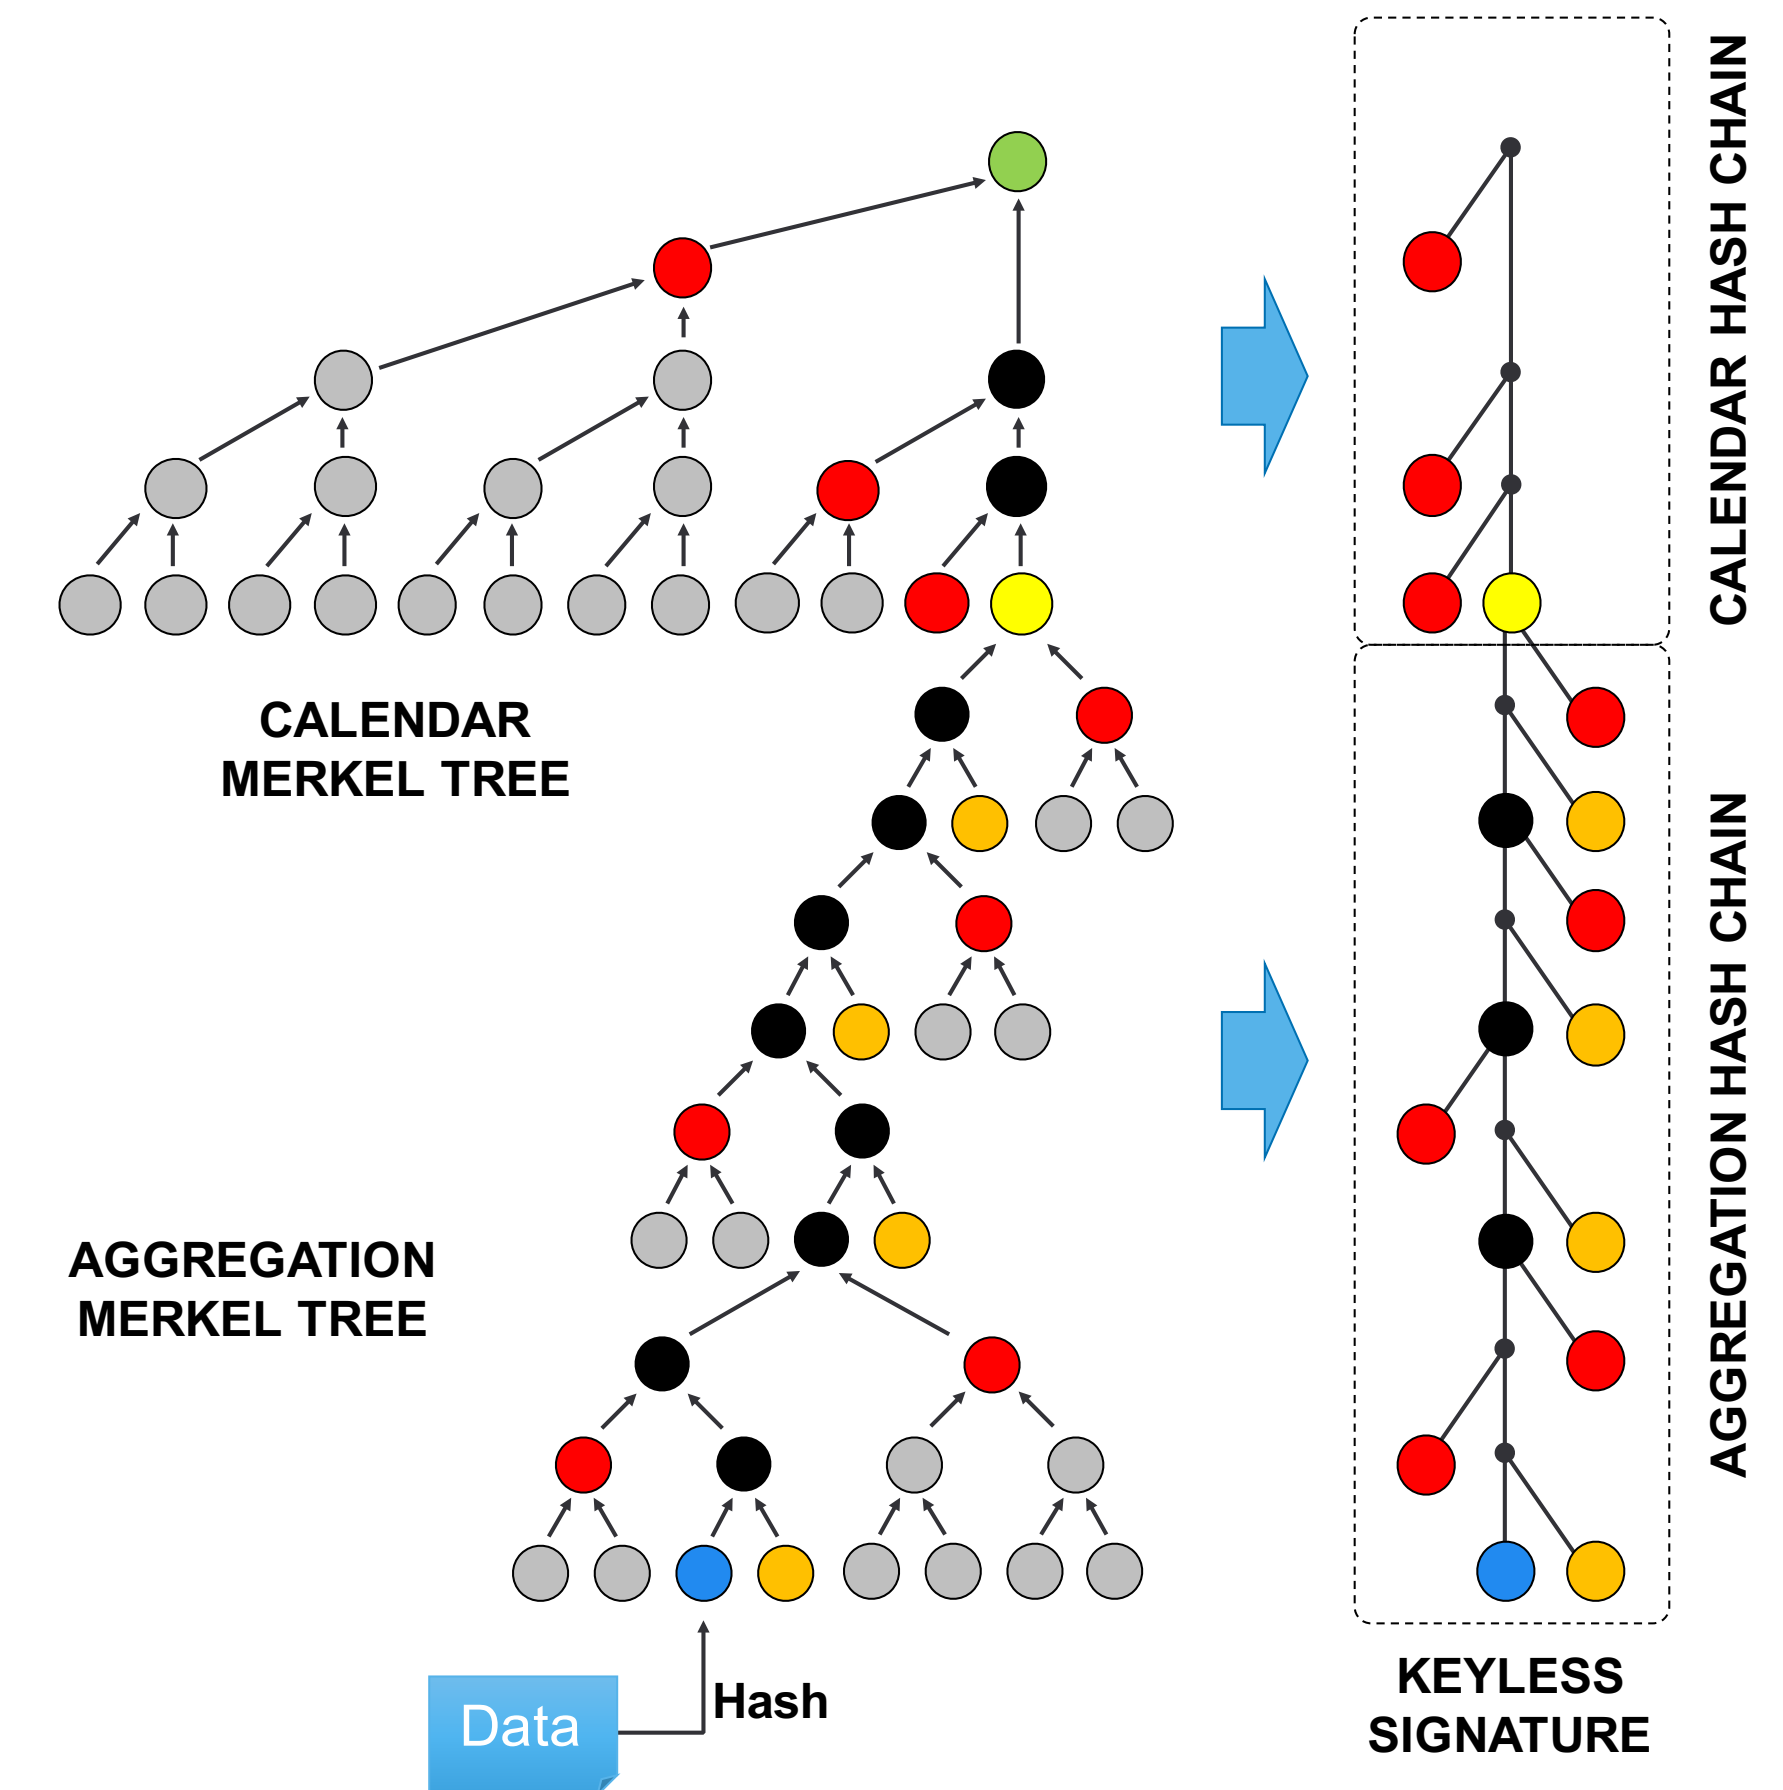 CALENDAR HASH CHAIN
CALENDAR
MERKEL TREE
AGGREGATION HASH CHAIN
AGGREGATION
MERKEL TREE
Hash
Data
KEYLESS
SIGNATURE